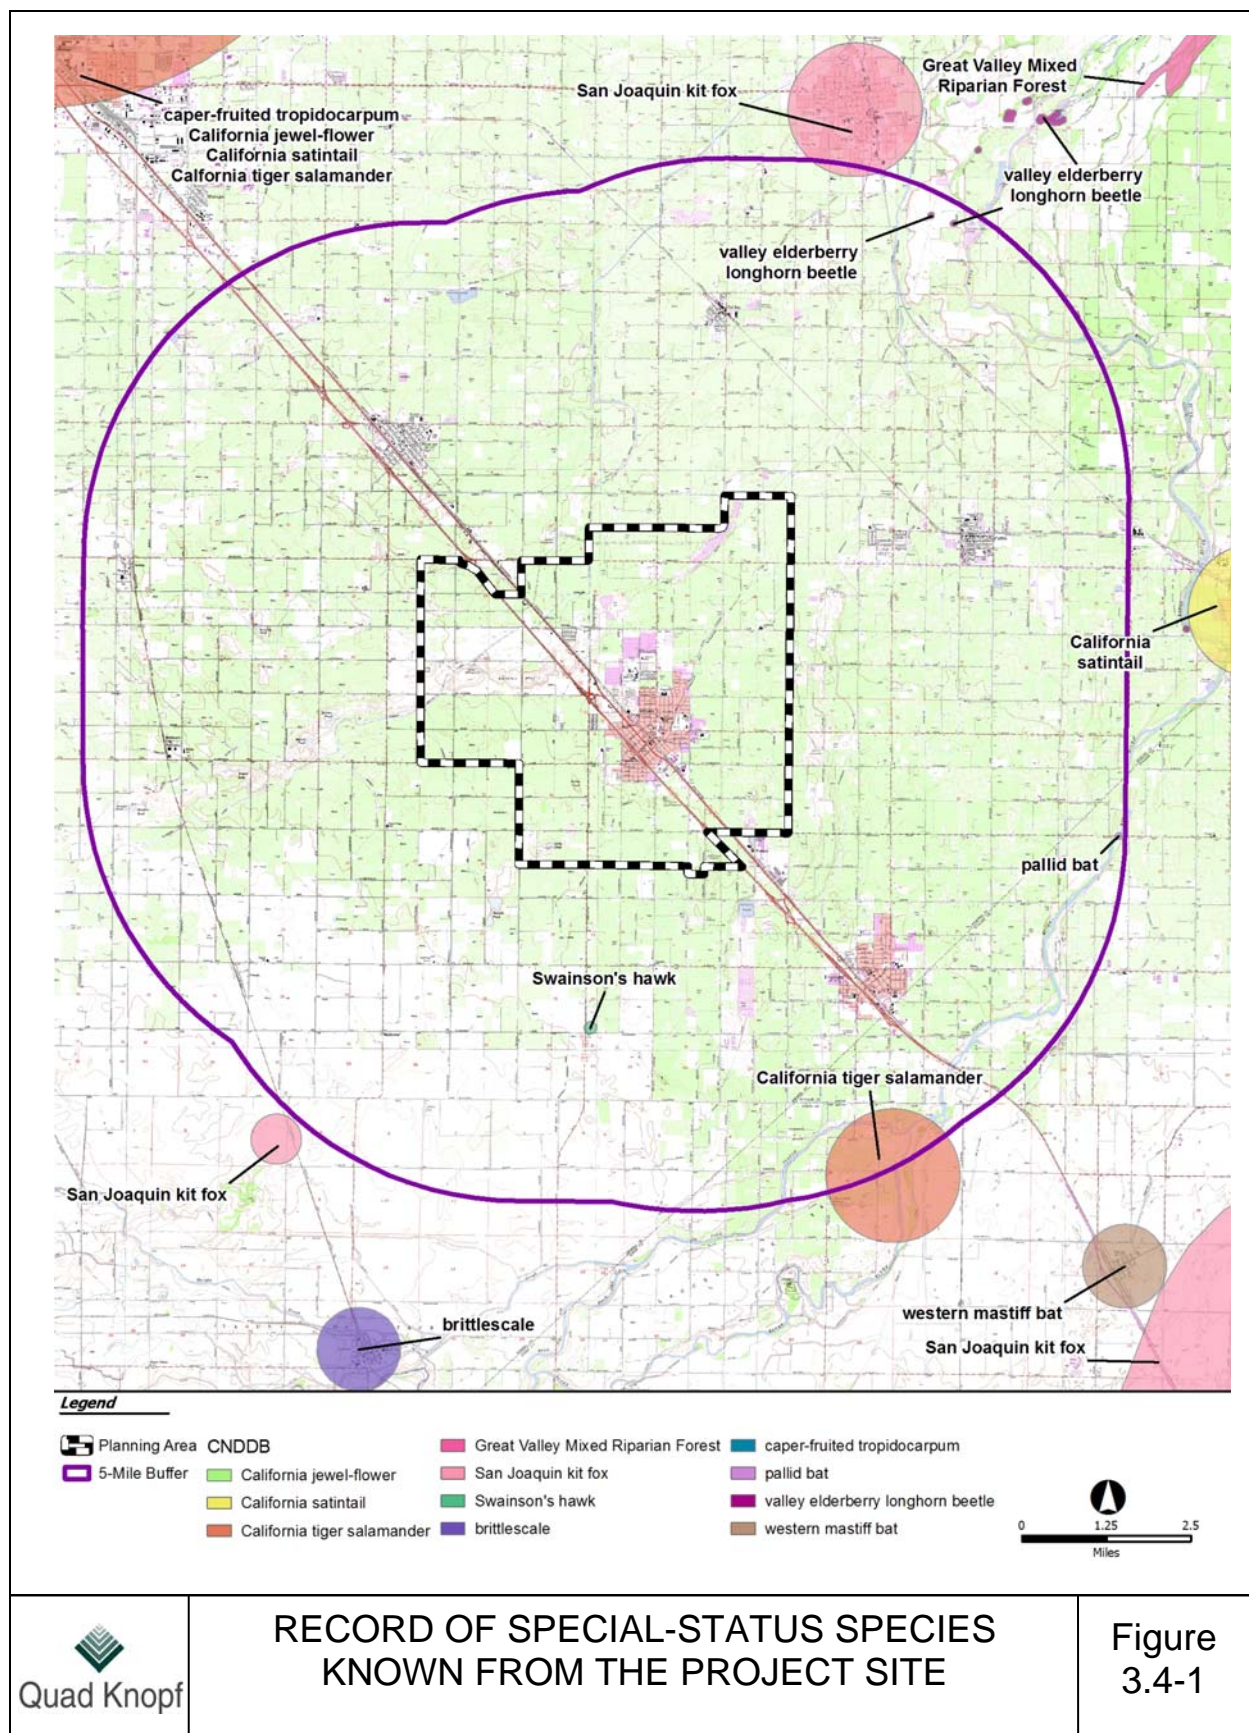 San Joaquin kit fox
Great Valley Mixed
Riparian Forest
caper-fruited tropidocarpum
California jewel-flower
California satintail
Calfornia tiger salamander
valley elderberry
longhorn beetle
valley elderberry
longhorn beetle
California
satintail
pallid bat
Swainson's hawk
California tiger salamander
San Joaquin kit fox
western mastiff bat
brittlescale
San Joaquin kit fox
Legend
Planning Area
5-Mile Buffer
CNDDB
California jewel-flower
California satintail
California tiger salamander
Great Valley Mixed Riparian Forest
San Joaquin kit fox
Swainson's hawk
brittlescale
caper-fruited tropidocarpum
pallid bat
valley elderberry longhorn beetle
western mastiff bat
0 1.25 2.5
Miles
Quad Knopf
RECORD OF SPECIAL-STATUS SPECIES
KNOWN FROM THE PROJECT SITE
Figure
3.4-1